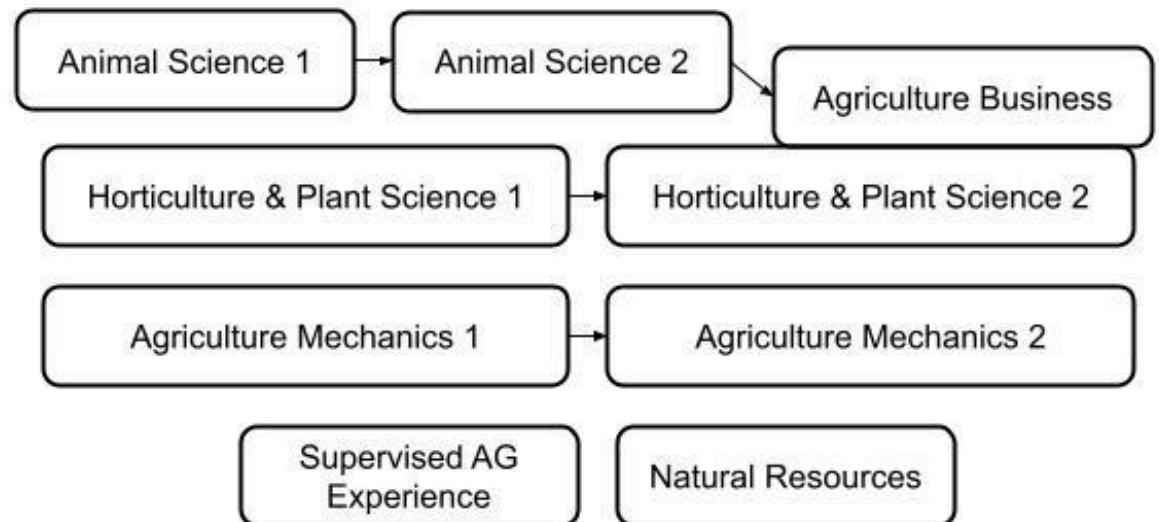 Animal Science 1
Animal Science 2
Agriculture Business
Horticulture & Plant Science 1
Horticulture & Plant Science 2
Agriculture Mechanics 1
Agriculture Mechanics 2
Supervised AG
Experience
Natural Resources